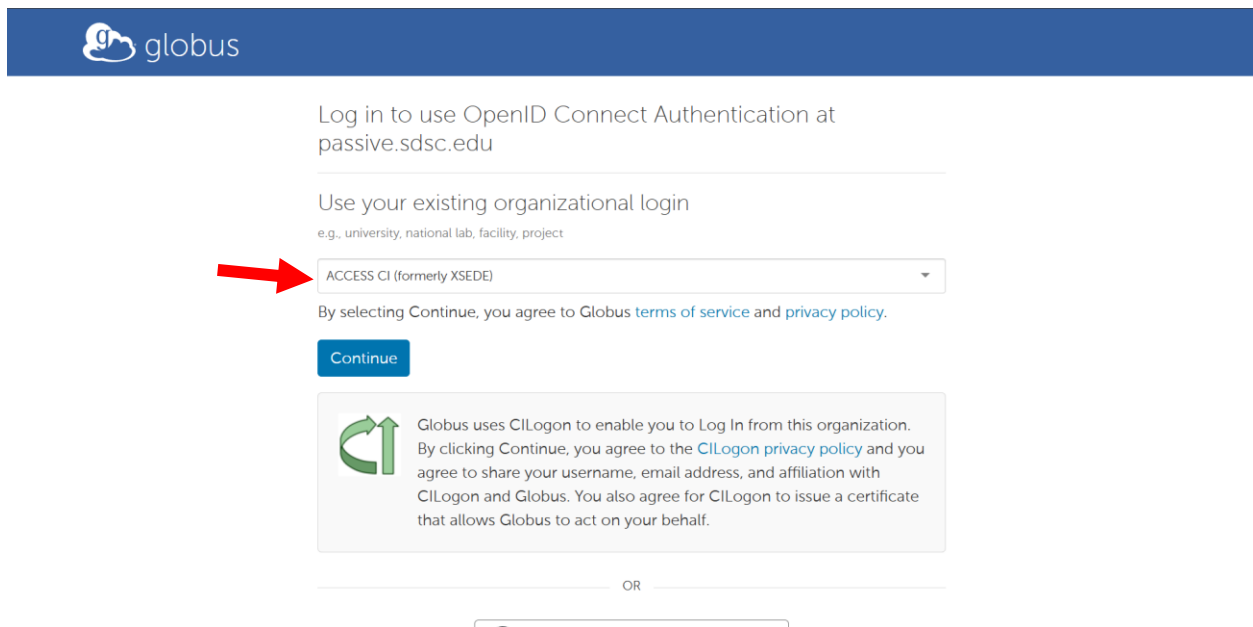 globus
Log in to use OpenID Connect Authentication at
passive.sdsc.edu
Use your existing organizational login
e.g., university, national lab, facility, project
ACCESS CI (formerly XSEDE)
By selecting Continue, you agree to Globus terms of service and privacy policy.
Continue
Globus uses CILogon to enable you to Log In from this organization.
By clicking Continue, you agree to the CILogon privacy policy and you
agree to share your username, email address, and affiliation with
CILogon and Globus. You also agree for CILogon to issue a certificate
that allows Globus to act on your behalf.
OR